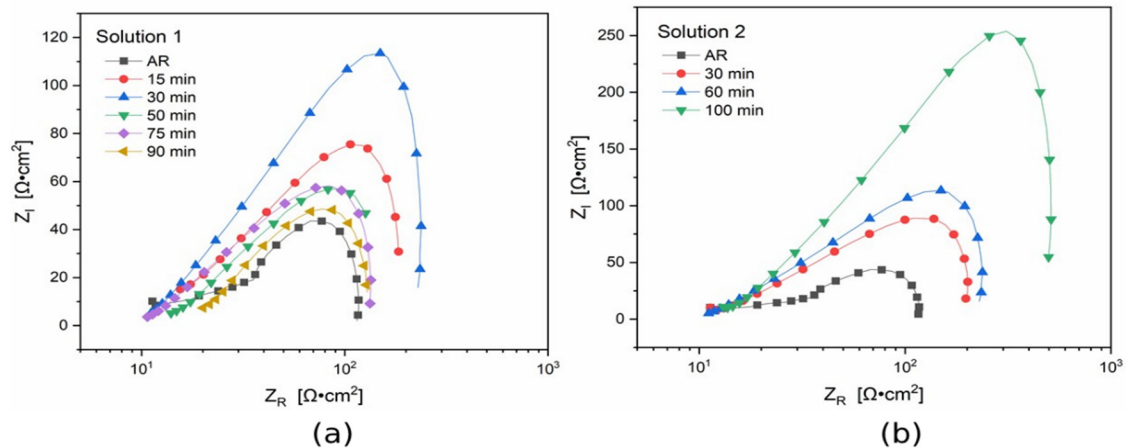 Solution 1
AR
15 min
30 min
50 min
75 min
90 min
120
100
80
60
40
20
0
Z_I [Ω•cm²]
10¹ 10² 10³
Z_R [Ω•cm²]
(a)
Solution 2
AR
30 min
60 min
100 min
250
200
150
100
50
0
Z_I [Ω•cm²]
10¹ 10² 10³
Z_R [Ω•cm²]
(b)